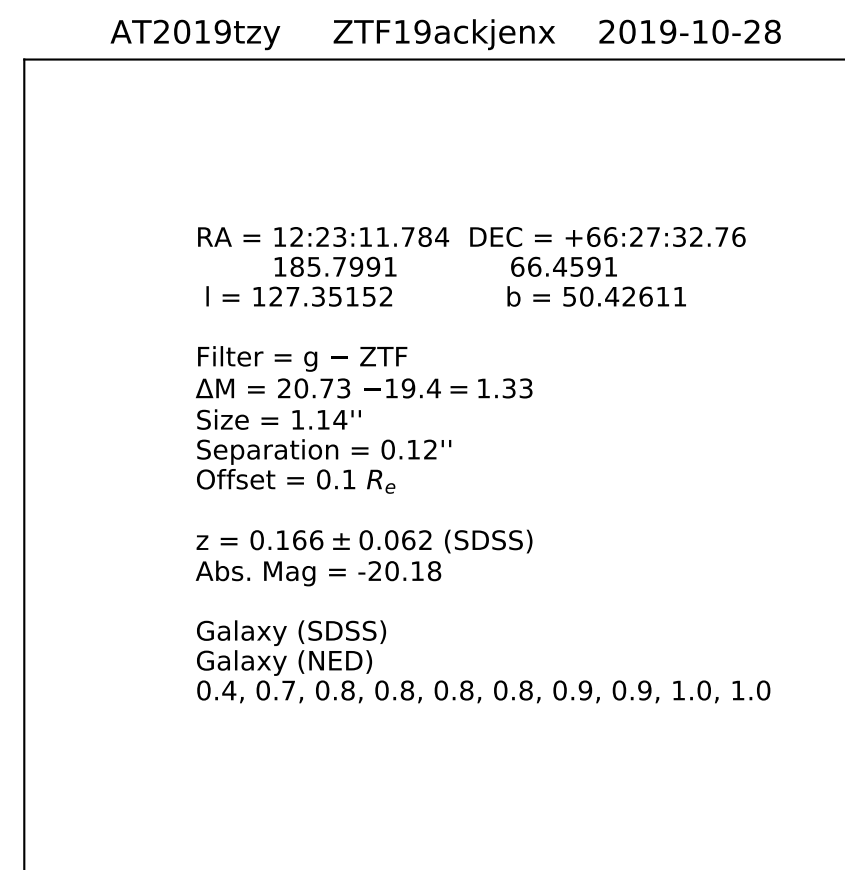 AT2019tzy ZTF19ackjenx 2019-10-28
RA = 12:23:11.784 DEC = +66:27:32.76
185.7991 66.4591
l = 127.35152 b = 50.42611
Filter = g − ZTF
ΔM = 20.73 −19.4 = 1.33
Size = 1.14''
Separation = 0.12''
Offset = 0.1 Re
z = 0.166 ± 0.062 (SDSS)
Abs. Mag = -20.18
Galaxy (SDSS)
Galaxy (NED)
0.4, 0.7, 0.8, 0.8, 0.8, 0.8, 0.9, 0.9, 1.0, 1.0